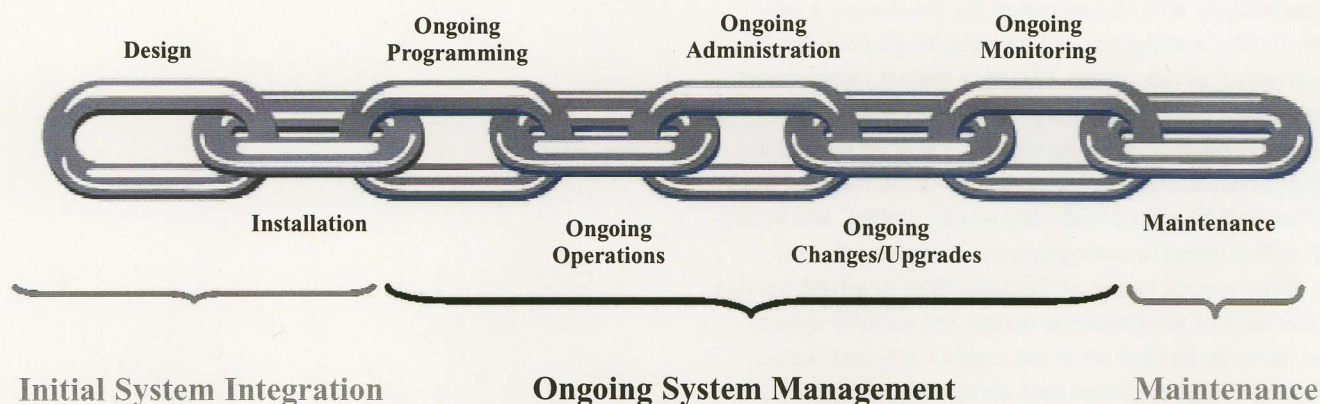 Design
Ongoing
Programming
Ongoing
Administration
Ongoing
Monitoring
Installation
Ongoing
Operations
Ongoing
Changes/Upgrades
Maintenance
Initial System Integration
Ongoing System Management
Maintenance